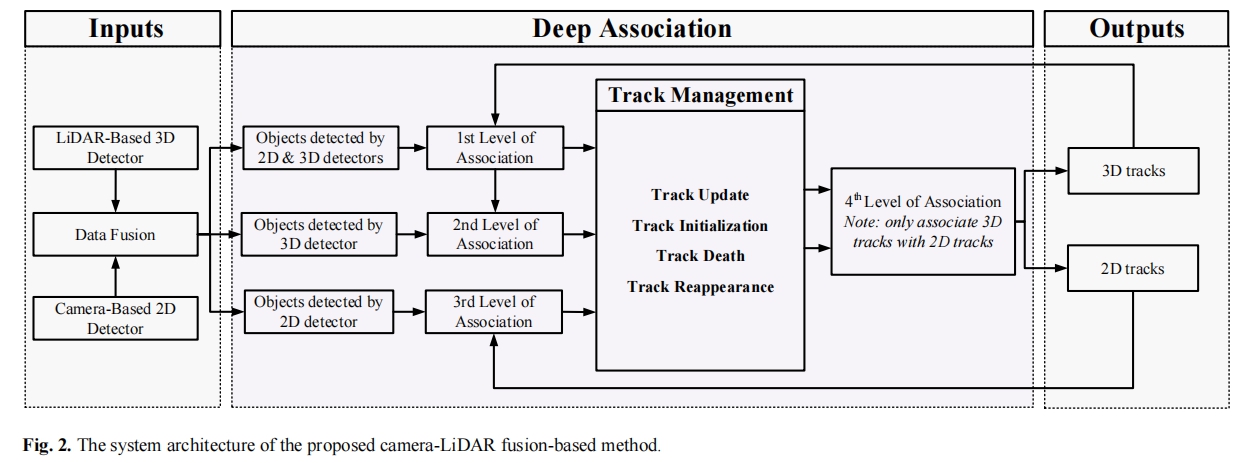 Inputs
Deep Association
Outputs
LiDAR-Based 3D
Detector
Data Fusion
Camera-Based 2D
Detector
Objects detected by
2D & 3D detectors
Objects detected by
3D detector
Objects detected by
2D detector
1st Level of
Association
2nd Level of
Association
3rd Level of
Association
Track Management
Track Update
Track Initialization
Track Death
Track Reappearance
4th Level of Association
Note: only associate 3D
tracks with 2D tracks
3D tracks
2D tracks
Fig. 2. The system architecture of the proposed camera-LiDAR fusion-based method.